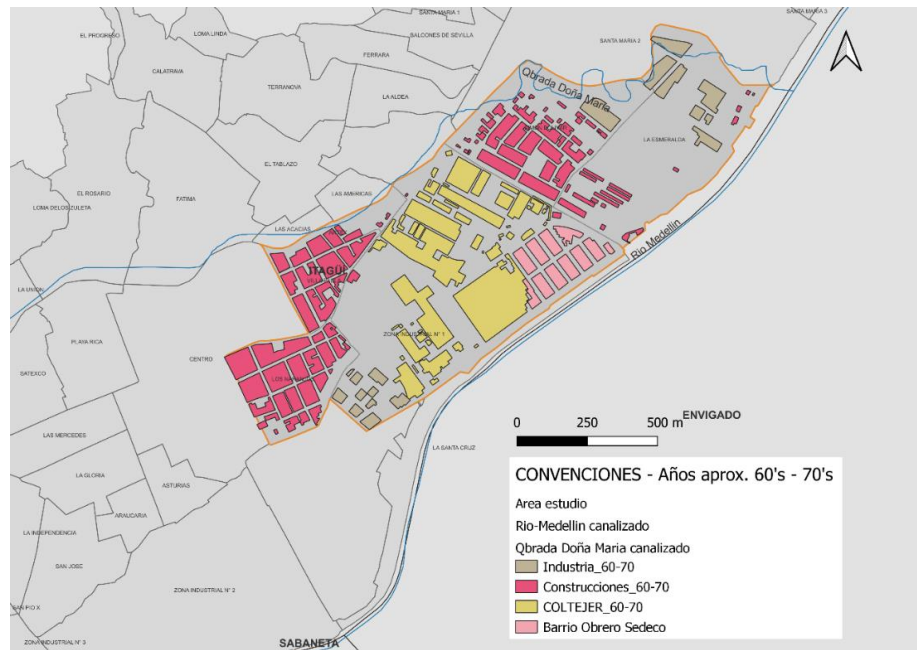 SANTA MARIA 1
SANTA MARIA 3
LOMA LINDA
EL PROGRESO
BALCONES DE SEVILLA
SANTA MARIA 2
FERRARA
CALATRAVA
Qbrada Doña Maria
TERRANOVA
LA ALDEA
LA ESMERALDA
EL TABLAZO
EL ROSARIO
LAS AMERICAS
FATIMA
LOMA DELOS ZULETA
LAS ACACIAS
Rio Medellin
ITAGÜI
LA UNION
ZONA INDUSTRIAL N° 1
PLAYA RICA
CENTRO
SATEXCO
LOS NARANJOS
0 250 500 m
ENVIGADO
LAS MERCEDES
LA SANTA CRUZ
LA GLORIA
ASTURIAS
ARAUCARIA
LA INDEPENDENCIA
SAN JOSE
ZONA INDUSTRIAL N° 2
SAN PIO X
ZONA INDUSTRIAL N° 3
SABANETA
CONVENCIONES - Años aprox. 60's - 70's
Area estudio
Rio-Medellin canalizado
Qbrada Doña Maria canalizado
Industria_60-70
Construcciones_60-70
COLTEJER_60-70
Barrio Obrero Sedeco